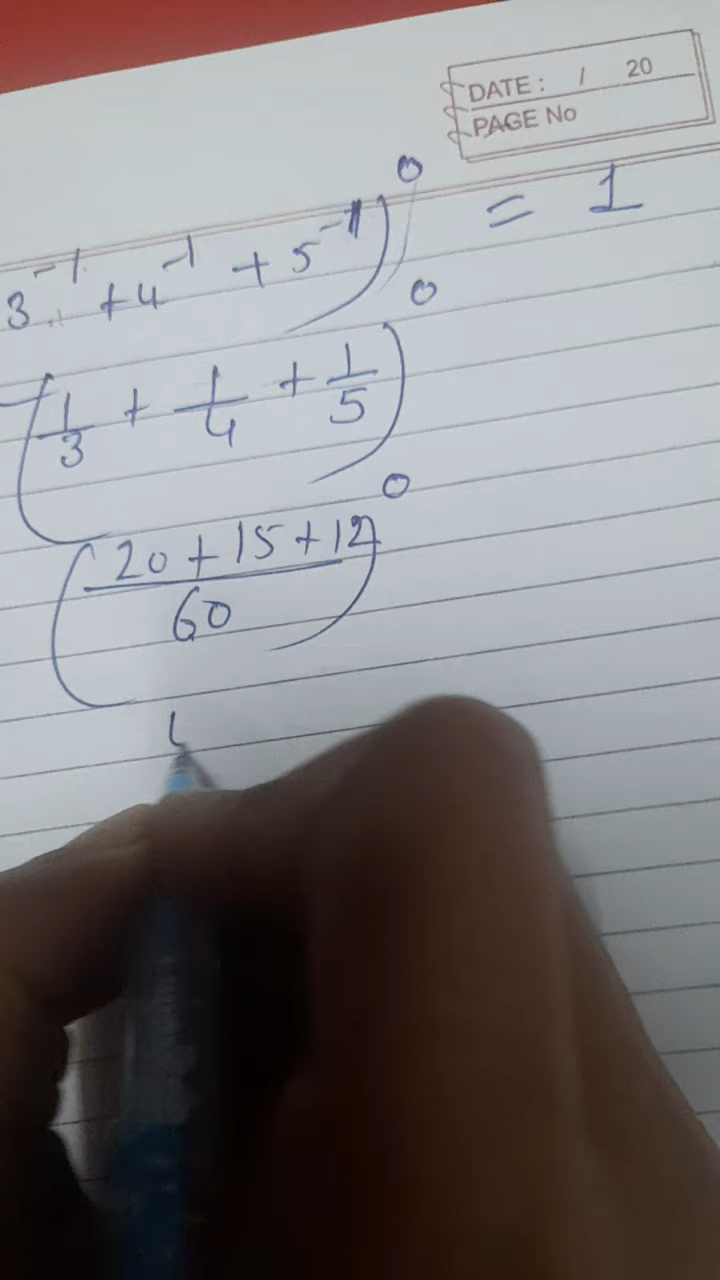 DATE: / 20
PAGE No
3⁻¹ + 4⁻¹ + 5⁻¹)⁰ = 1
(1/3 + 1/4 + 1/5)⁰
(20 + 15 + 12 / 60)⁰